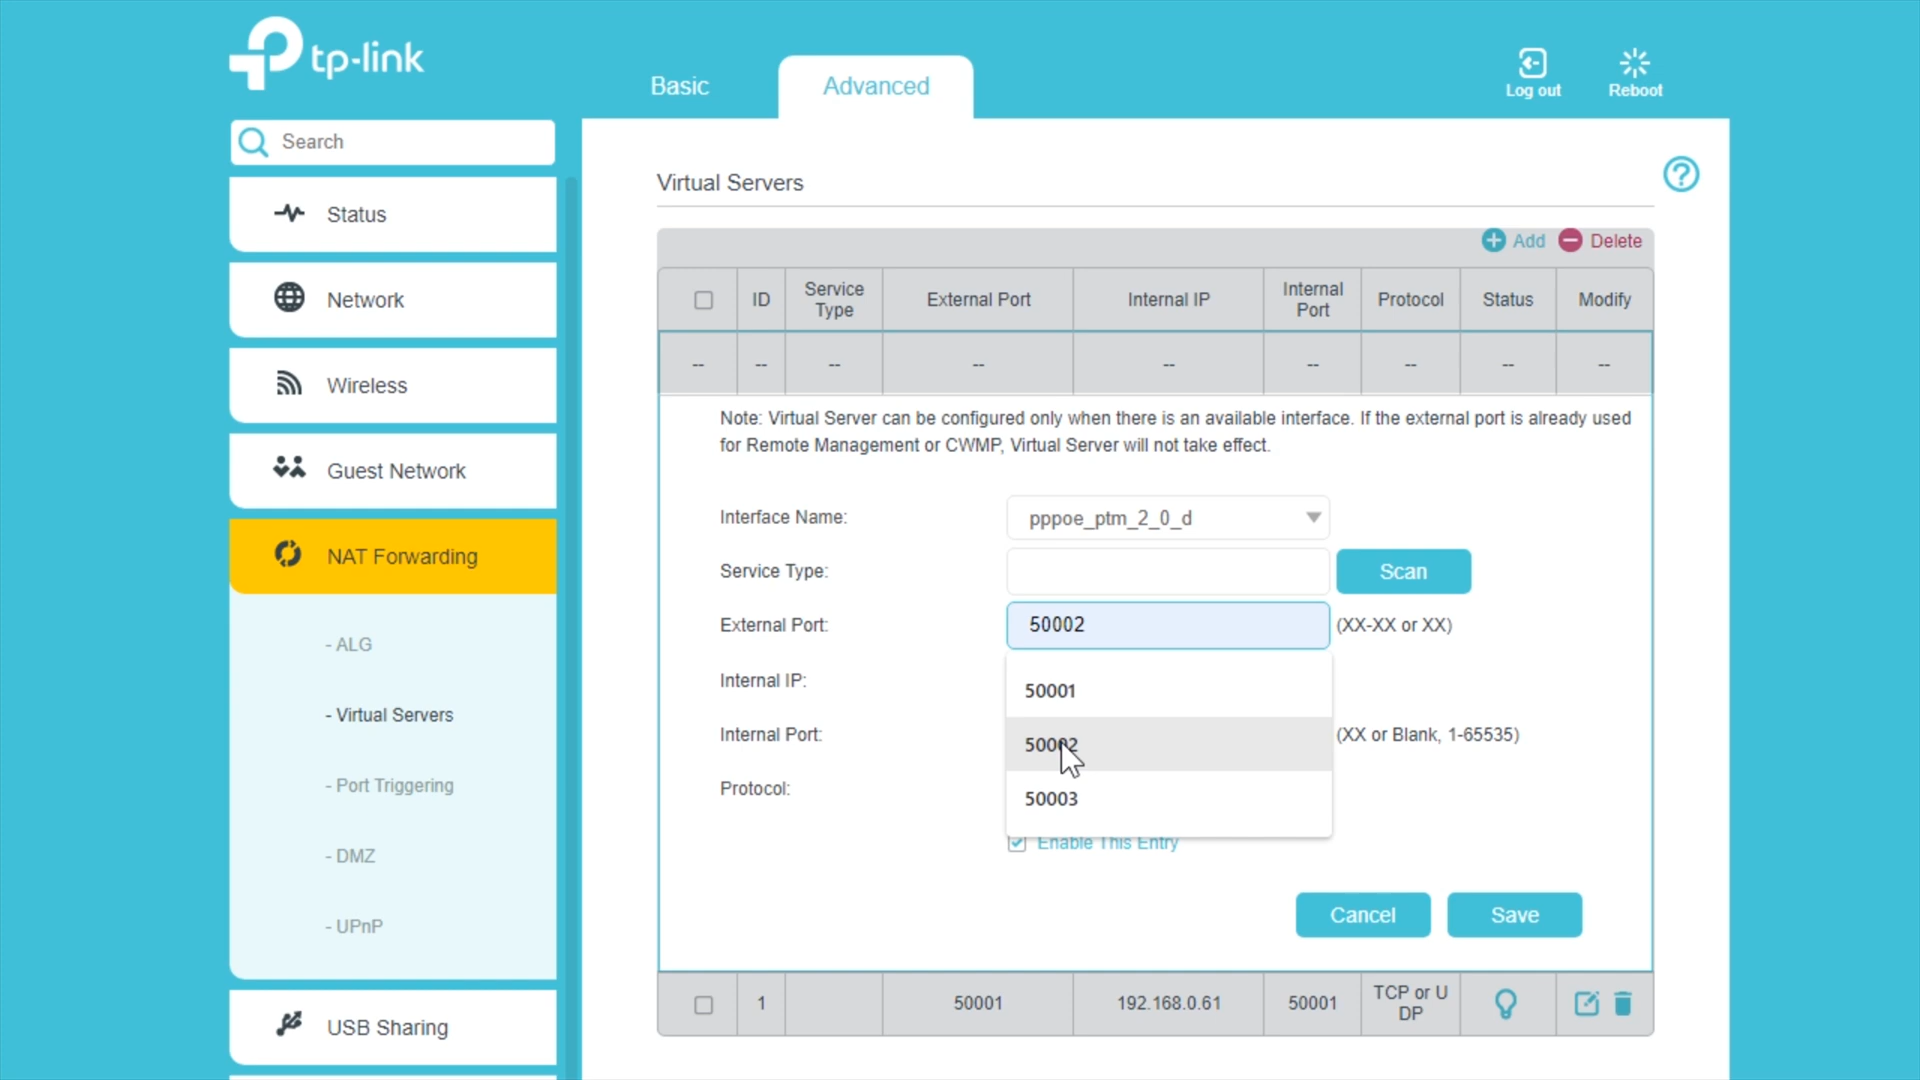 tp-link
Basic
Advanced
Log out
Reboot
Search
Status
Network
Wireless
Guest Network
NAT Forwarding
- ALG
- Virtual Servers
- Port Triggering
- DMZ
- UPnP
USB Sharing
Virtual Servers
?
Add
Delete
ID
Service
Type
External Port
Internal IP
Internal
Port
Protocol
Status
Modify
-- -- -- -- -- -- -- -- --
Note: Virtual Server can be configured only when there is an available interface. If the external port is already used
for Remote Management or CWMP, Virtual Server will not take effect.
Interface Name:
pppoe_ptm_2_0_d
Service Type:
Scan
External Port:
50002
(XX-XX or XX)
50001
50002
50003
Internal IP:
Internal Port:
(XX or Blank, 1-65535)
Protocol:
Enable This Entry
Cancel
Save
1
50001
192.168.0.61
50001
TCP or U
DP